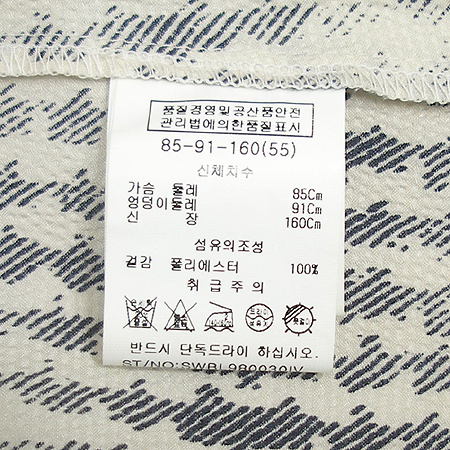 품질경영및공산품안전
관리법에의한품질표시
85-91-160(55)
신체치수
가슴 둘레 85Cm
엉덩이둘레 91Cm
신 장 160Cm
섬유의조성
겉감 폴리에스터 100%
취급주의
반드시 단독드라이 하십시오.
ST/NO:SWBL980030IV